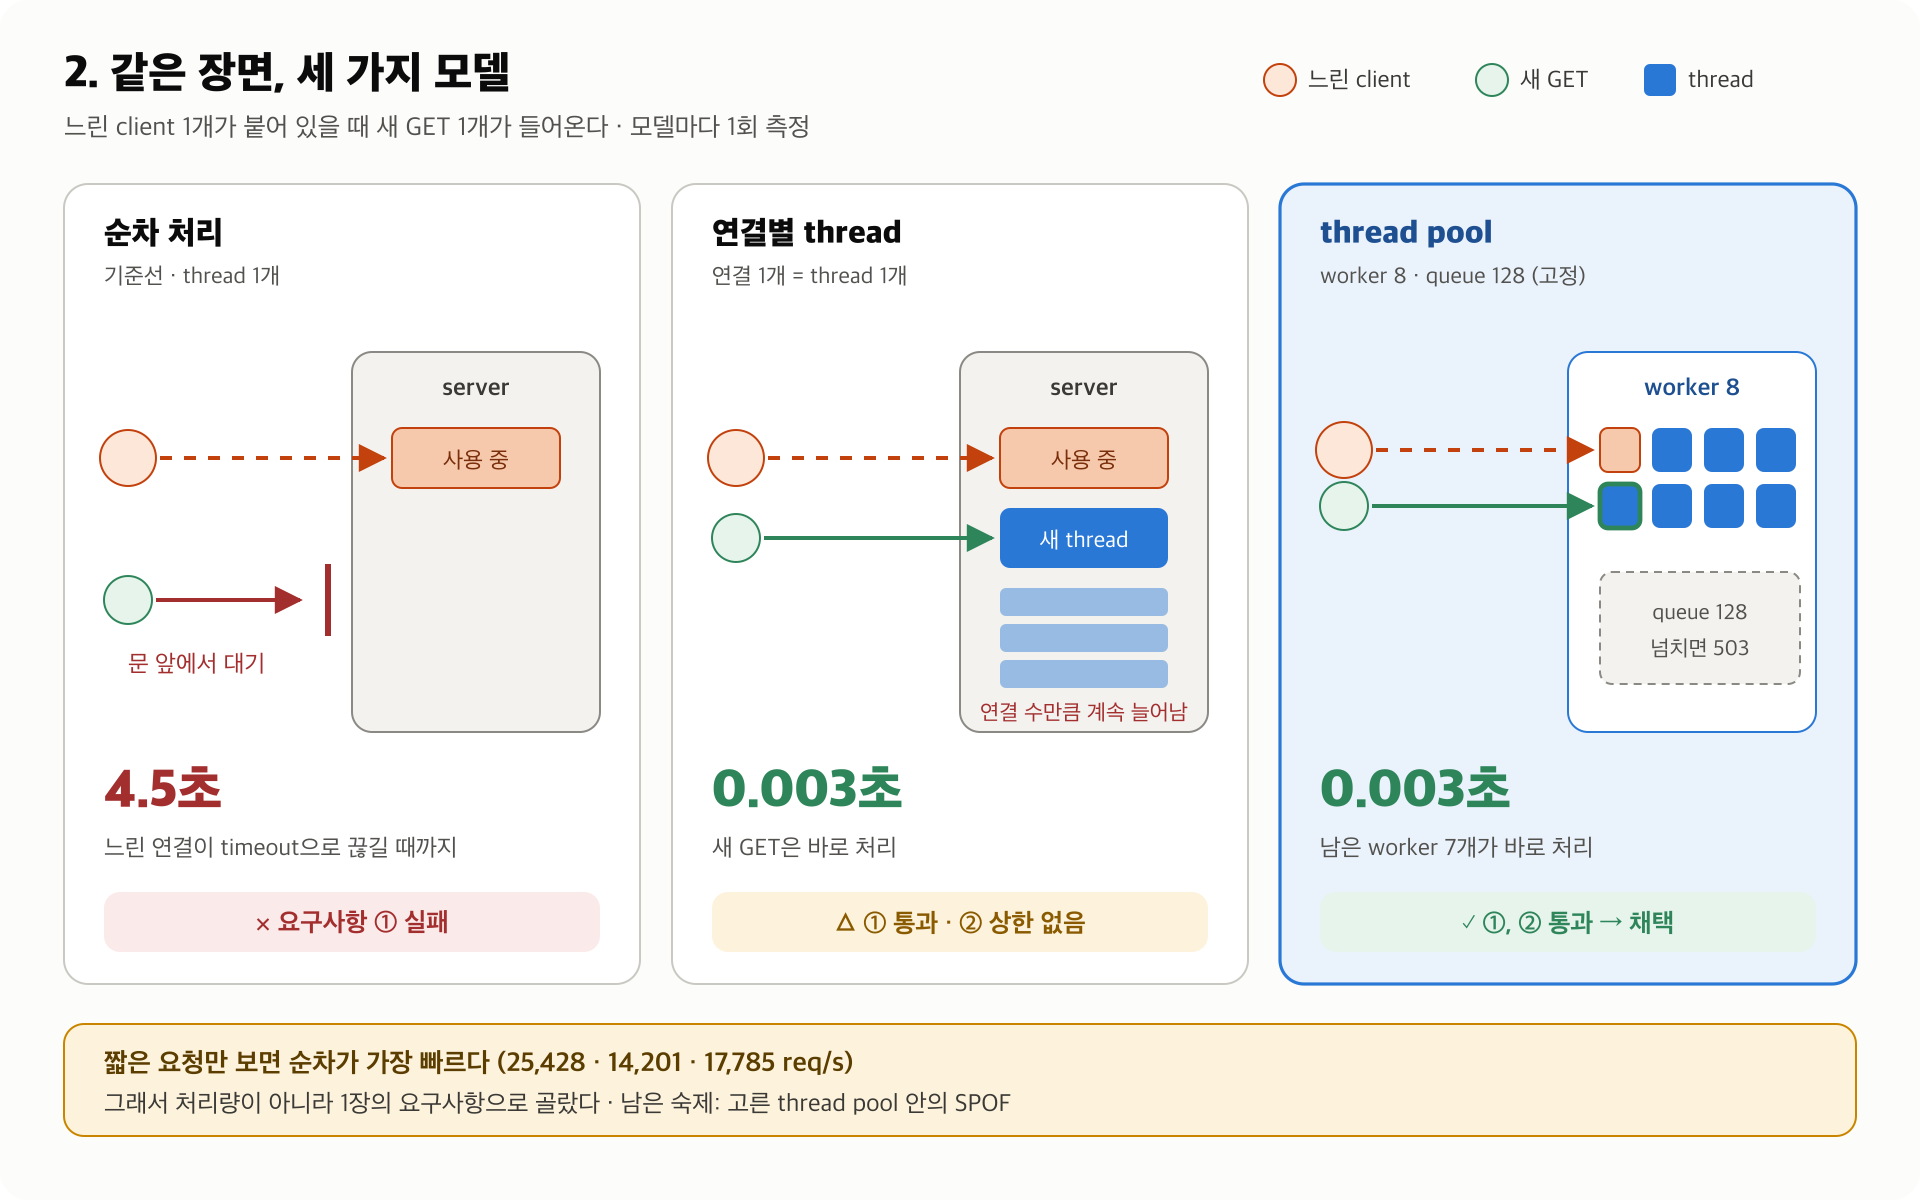 2. 같은 장면, 세 가지 모델
느린 client 1개가 붙어 있을 때 새 GET 1개가 들어온다 · 모델마다 1회 측정
느린 client
새 GET
thread
순차 처리
기준선 · thread 1개
server
사용 중
문 앞에서 대기
4.5초
느린 연결이 timeout으로 끊길 때까지
× 요구사항 ① 실패
연결별 thread
연결 1개 = thread 1개
server
사용 중
새 thread
연결 수만큼 계속 늘어남
0.003초
새 GET은 바로 처리
△ ① 통과 · ② 상한 없음
thread pool
worker 8 · queue 128 (고정)
worker 8
queue 128
넘치면 503
0.003초
남은 worker 7개가 바로 처리
✓ ①, ② 통과 → 채택
짧은 요청만 보면 순차가 가장 빠르다 (25,428 · 14,201 · 17,785 req/s)
그래서 처리량이 아니라 1장의 요구사항으로 골랐다 · 남은 숙제: 고른 thread pool 안의 SPOF